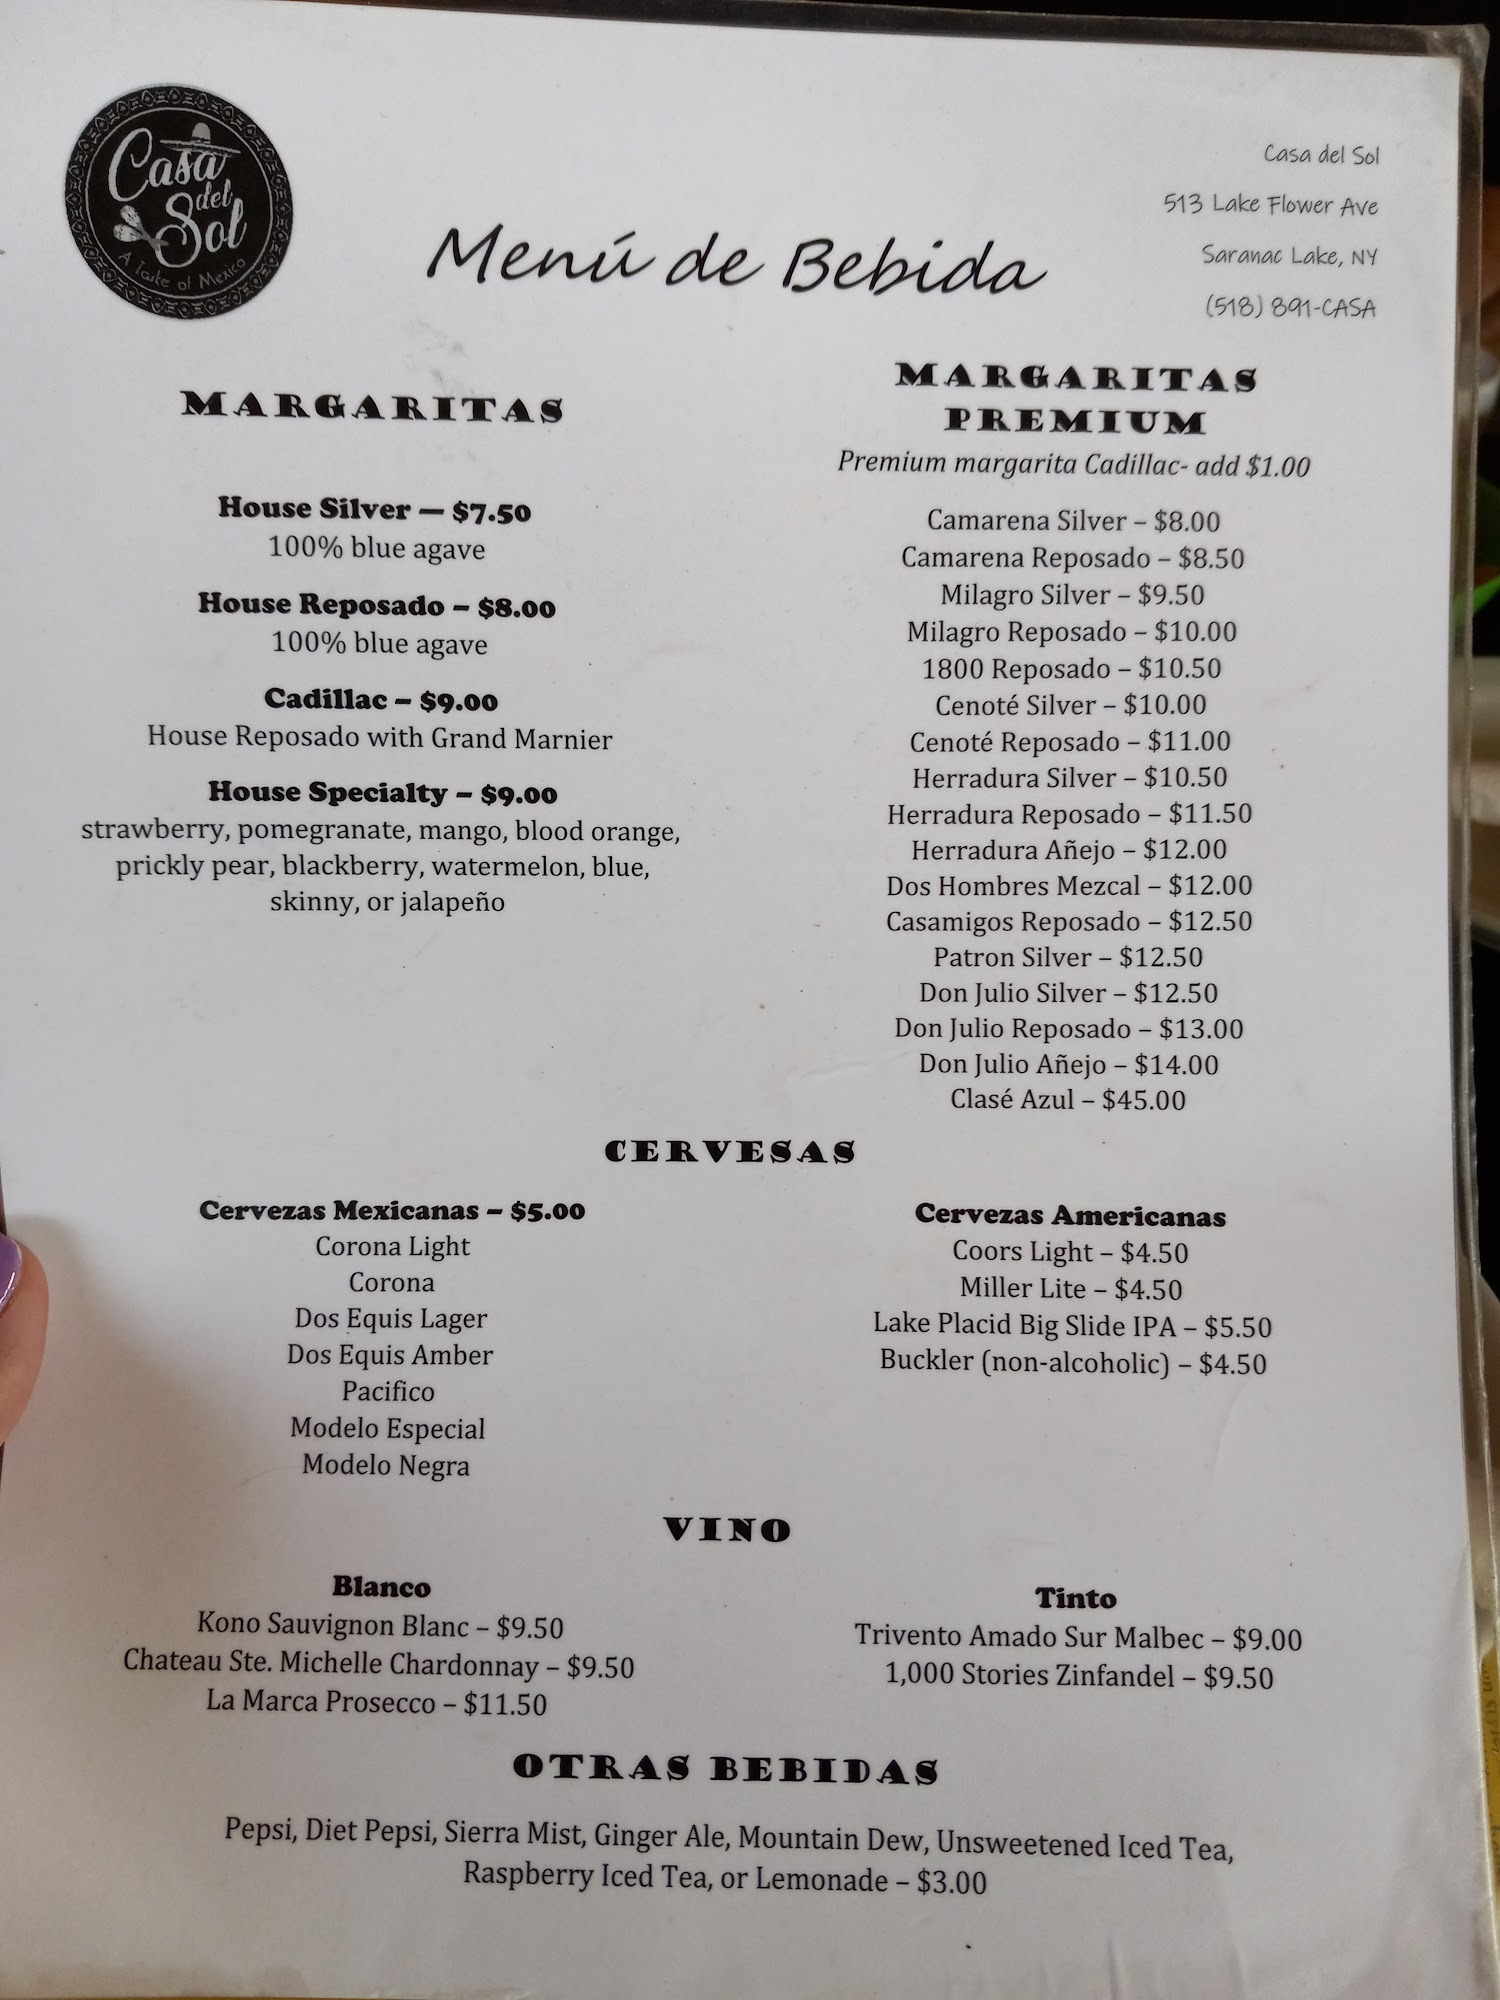 Casa
del
Sol
A Taste of Mexico
Menú de Bebida
Casa del Sol
513 Lake Flower Ave
Saranac Lake, NY
(518) 891-CASA
MARGARITAS
House Silver — $7.50
100% blue agave
House Reposado – $8.00
100% blue agave
Cadillac – $9.00
House Reposado with Grand Marnier
House Specialty – $9.00
strawberry, pomegranate, mango, blood orange,
prickly pear, blackberry, watermelon, blue,
skinny, or jalapeño
MARGARITAS
PREMIUM
Premium margarita Cadillac- add $1.00
Camarena Silver – $8.00
Camarena Reposado – $8.50
Milagro Silver – $9.50
Milagro Reposado – $10.00
1800 Reposado – $10.50
Cenoté Silver – $10.00
Cenoté Reposado – $11.00
Herradura Silver – $10.50
Herradura Reposado – $11.50
Herradura Añejo – $12.00
Dos Hombres Mezcal – $12.00
Casamigos Reposado – $12.50
Patron Silver – $12.50
Don Julio Silver – $12.50
Don Julio Reposado – $13.00
Don Julio Añejo – $14.00
Clasé Azul – $45.00
CERVESAS
Cervezas Mexicanas – $5.00
Corona Light
Corona
Dos Equis Lager
Dos Equis Amber
Pacifico
Modelo Especial
Modelo Negra
Cervezas Americanas
Coors Light – $4.50
Miller Lite – $4.50
Lake Placid Big Slide IPA – $5.50
Buckler (non-alcoholic) – $4.50
VINO
Blanco
Kono Sauvignon Blanc – $9.50
Chateau Ste. Michelle Chardonnay – $9.50
La Marca Prosecco – $11.50
Tinto
Trivento Amado Sur Malbec – $9.00
1,000 Stories Zinfandel – $9.50
OTRAS BEBIDAS
Pepsi, Diet Pepsi, Sierra Mist, Ginger Ale, Mountain Dew, Unsweetened Iced Tea,
Raspberry Iced Tea, or Lemonade – $3.00